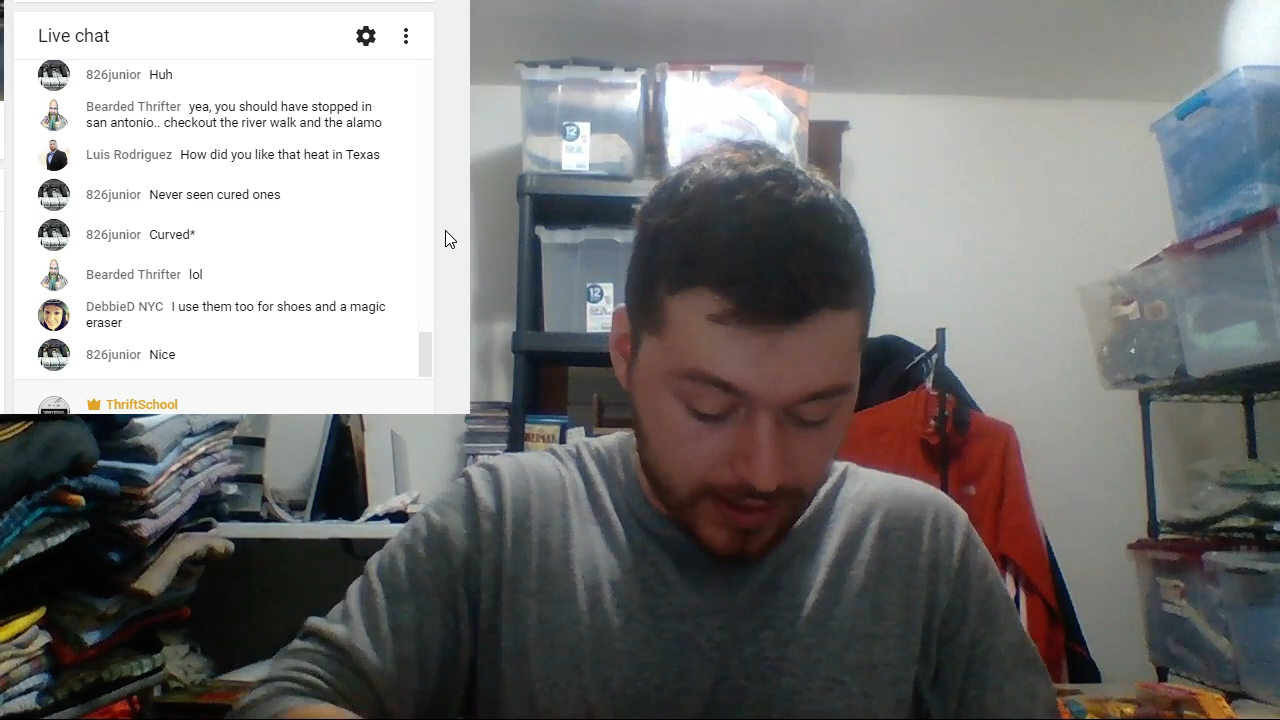 Live chat
826junior Huh
Bearded Thrifter yea, you should have stopped in
san antonio.. checkout the river walk and the alamo
Luis Rodriguez How did you like that heat in Texas
826junior Never seen cured ones
826junior Curved*
Bearded Thrifter lol
DebbieD NYC I use them too for shoes and a magic
eraser
826junior Nice
ThriftSchool
12
12